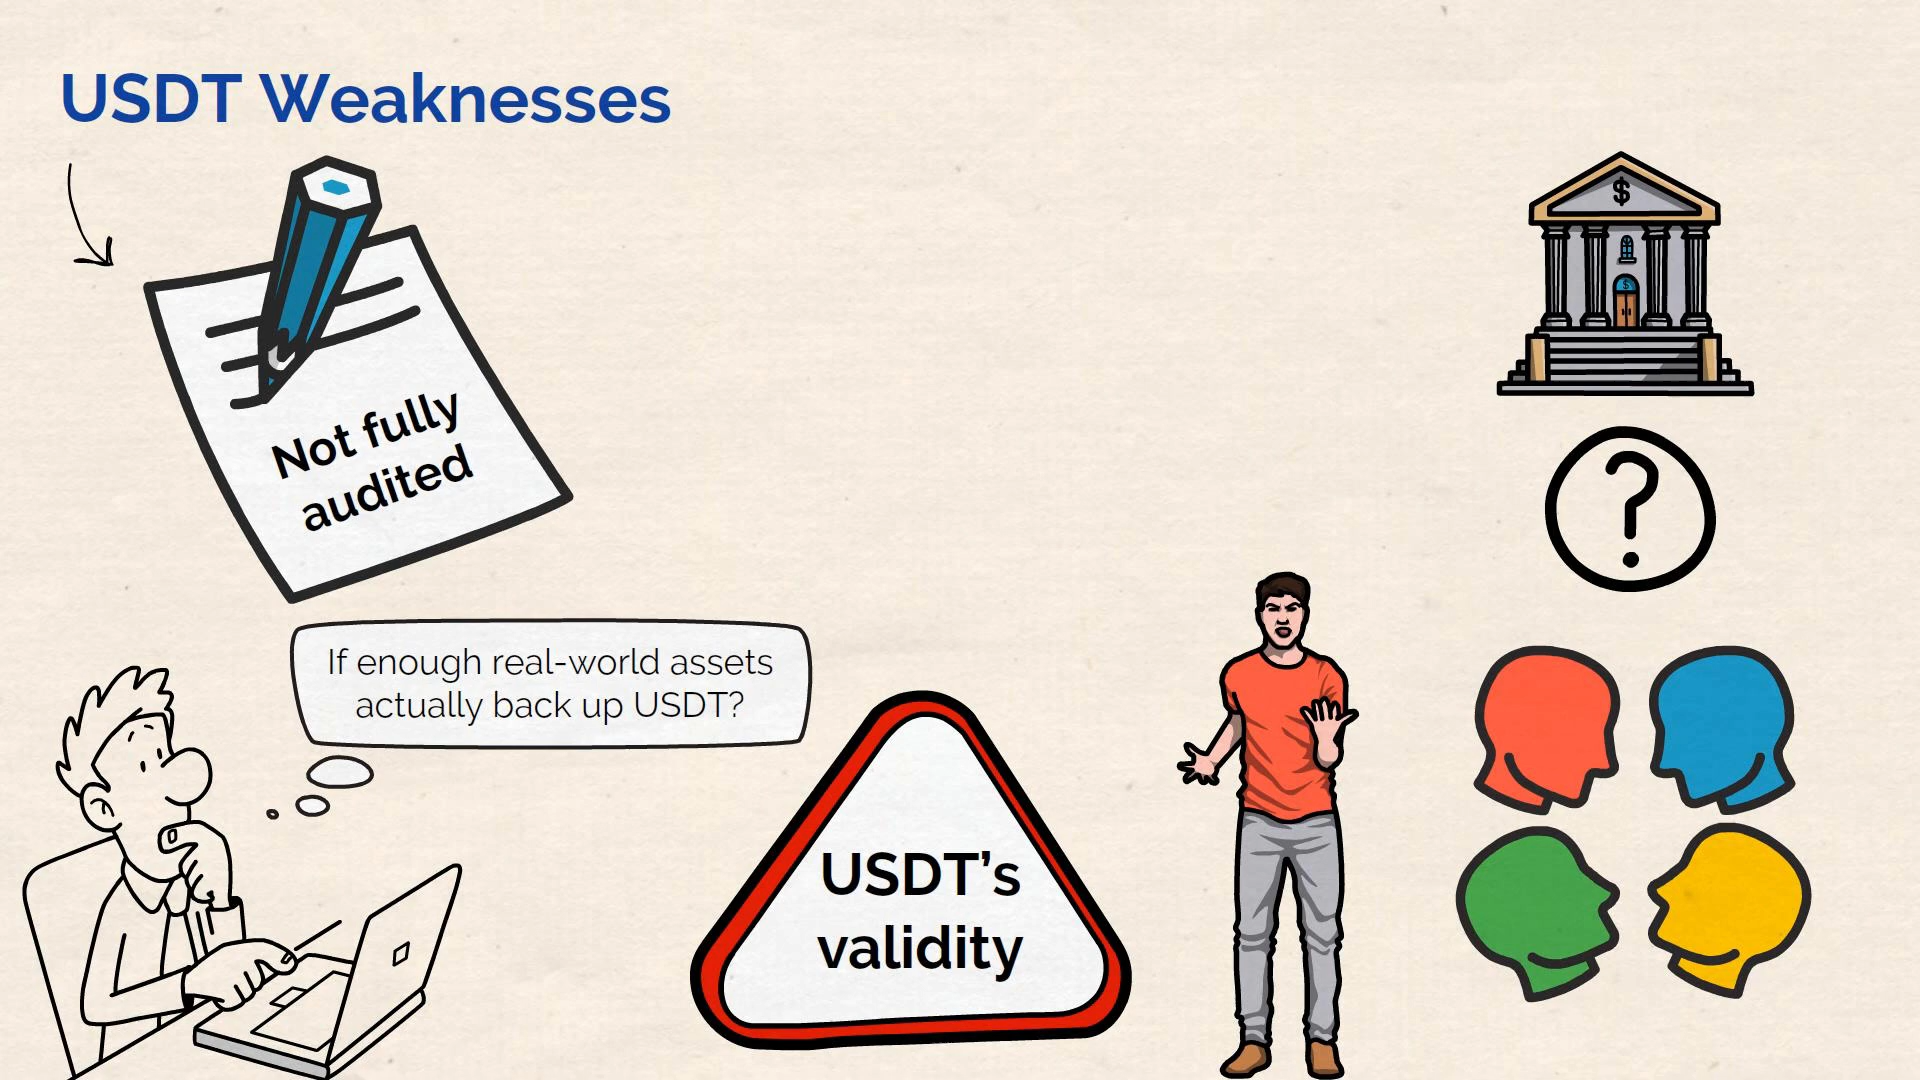 USDT Weaknesses
Not fully
audited
If enough real-world assets
actually back up USDT?
USDT’s
validity
$
$
?